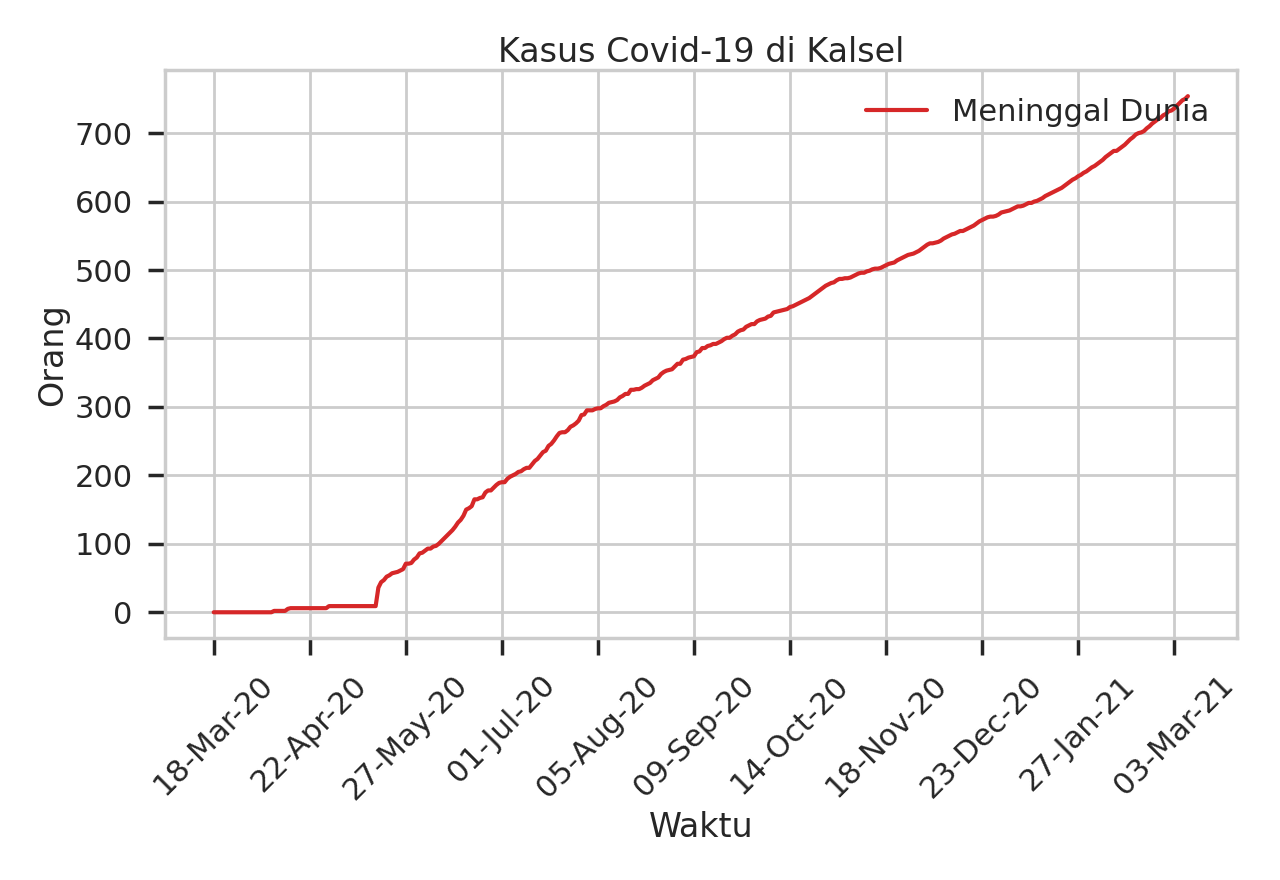 Kasus Covid-19 di Kalsel
Meninggal Dunia
Orang
700
600
500
400
300
200
100
0
18-Mar-20
22-Apr-20
27-May-20
01-Jul-20
05-Aug-20
09-Sep-20
14-Oct-20
18-Nov-20
23-Dec-20
27-Jan-21
03-Mar-21
Waktu